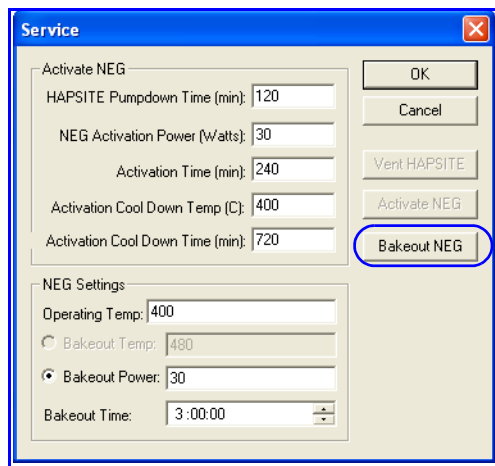 Service
Activate NEG
HAPSITE Pumpdown Time (min): 120
NEG Activation Power (Watts): 30
Activation Time (min): 240
Activation Cool Down Temp (C): 400
Activation Cool Down Time (min): 720
OK
Cancel
Vent HAPSITE
Activate NEG
Bakeout NEG
NEG Settings
Operating Temp: 400
Bakeout Temp: 480
Bakeout Power: 30
Bakeout Time: 3:00:00